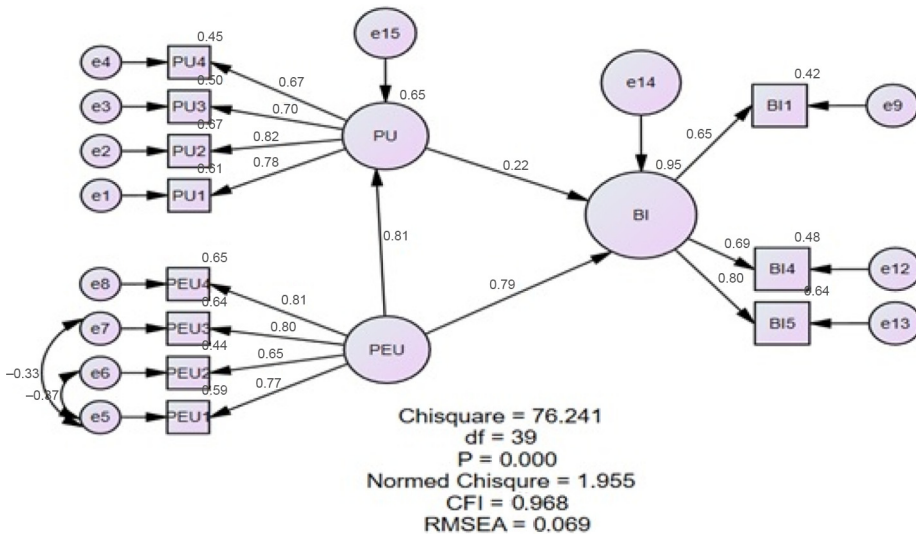 e15
0.45
e4
PU4
0.67
0.65
e14
0.50
e3
PU3
0.70
PU
0.42
BI1
e9
0.67
e2
PU2
0.82
0.65
0.22
0.95
0.61
0.78
e1
PU1
BI
0.81
0.65
e8
PEU4
0.81
0.79
0.69
0.48
BI4
e12
0.80
0.64
e7
PEU3
0.80
BI5
e13
0.64
PEU
0.44
–0.33
e6
PEU2
0.65
0.59
0.77
e5
PEU1
Chisquare = 76.241
df = 39
P = 0.000
Normed Chisqure = 1.955
CFI = 0.968
RMSEA = 0.069